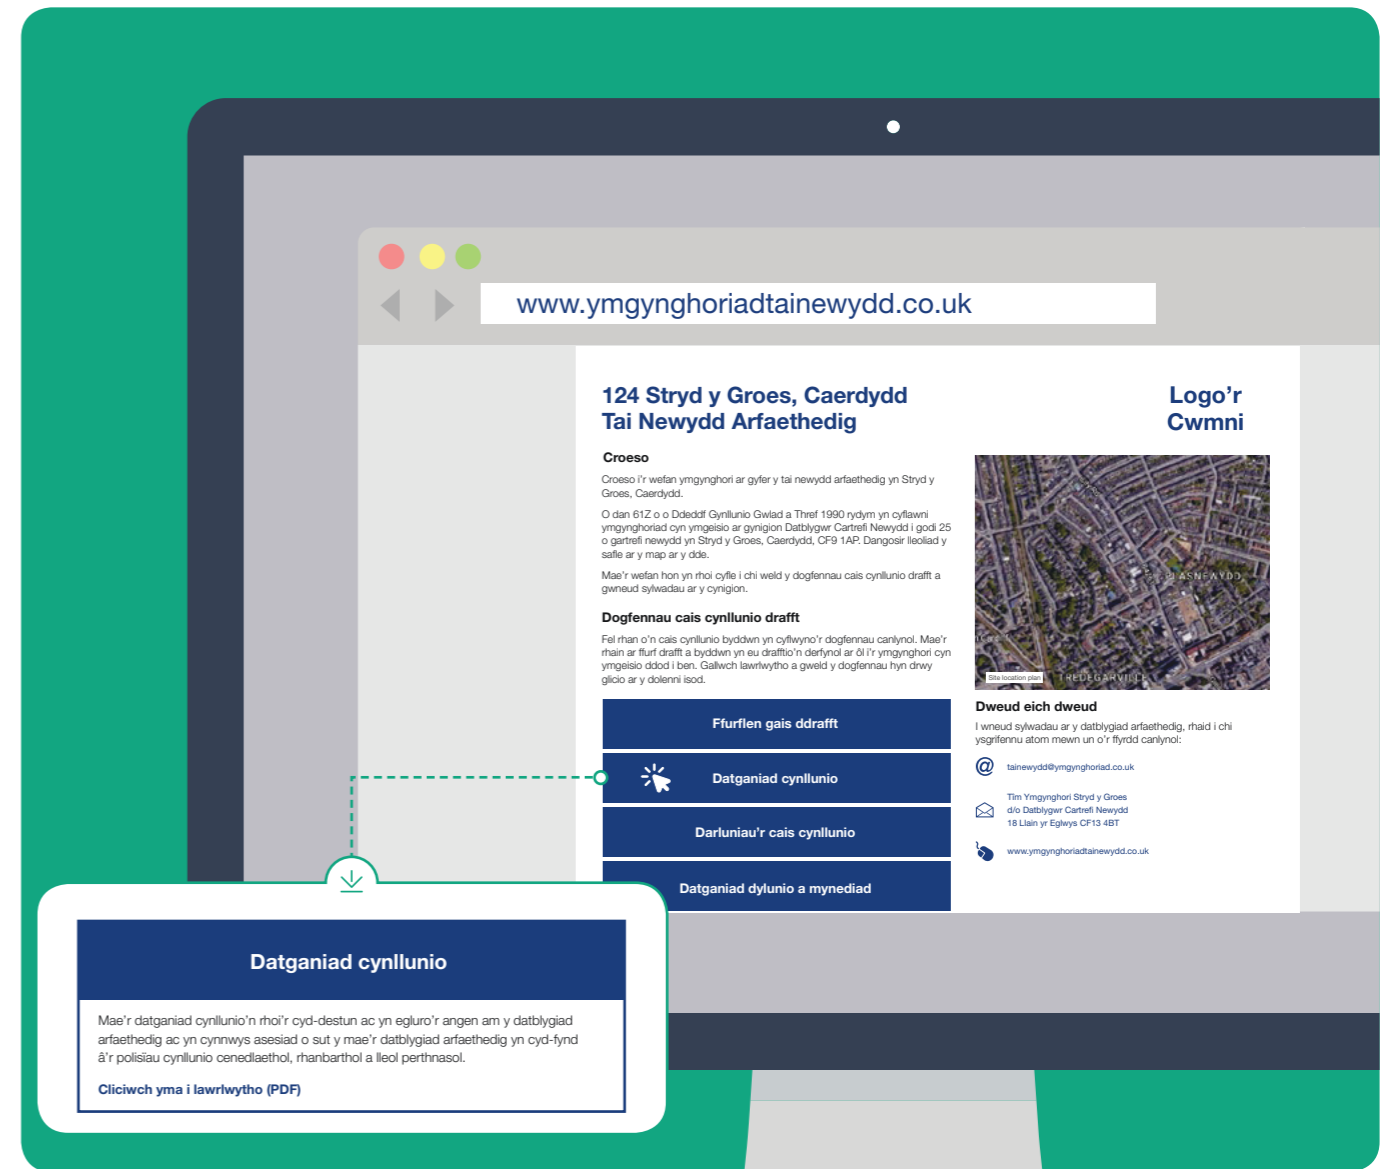 www.ymgynghoriadtainewydd.co.uk
124 Stryd y Groes, Caerdydd
Tai Newydd Arfaethedig
Logo'r
Cwmni
Croeso
Croeso i'r wefan ymgynghori ar gyfer y tai newydd arfaethedig yn Stryd y
Groes, Caerdydd.
O dan 61Z o o Ddeddf Gynllunio Gwlad a Thref 1990 rydym yn cyflawni
ymgynghoriad cyn ymgeisio ar gynigion Datblygwr Cartrefi Newydd i godi 25
o gartrefi newydd yn Stryd y Groes, Caerdydd, CF9 1AP. Dangosir lleoliad y
safle ar y map ar y dde.
Mae'r wefan hon yn rhoi cyfle i chi weld y dogfennau cais cynllunio drafft a
gwneud sylwadau ar y cynigion.
Dogfennau cais cynllunio drafft
Fel rhan o'n cais cynllunio byddwn yn cyflwyno'r dogfennau canlynol. Mae'r
rhain ar ffurf drafft a byddwn yn eu drafftio'n derfynol ar ôl i'r ymgynghori cyn
ymgeisio ddod i ben. Gallwch lawrlwytho a gweld y dogfennau hyn drwy
glicio ar y dolenni isod.
Ffurflen gais ddrafft
Datganiad cynllunio
Darluniau'r cais cynllunio
Datganiad dylunio a mynediad
PLASNEWYDD
Site location plan
TREDEGARVILLE
Dweud eich dweud
I wneud sylwadau ar y datblygiad arfaethedig, rhaid i chi
ysgrifennu atom mewn un o'r ffyrdd canlynol:
@ tainewydd@ymgynghoriad.co.uk
Tîm Ymgynghori Stryd y Groes
d/o Datblygwr Cartrefi Newydd
18 Llain yr Eglwys CF13 4BT
www.ymgynghoriadtainewydd.co.uk
Datganiad cynllunio
Mae'r datganiad cynllunio'n rhoi'r cyd-destun ac yn egluro'r angen am y datblygiad
arfaethedig ac yn cynnwys asesiad o sut y mae'r datblygiad arfaethedig yn cyd-fynd
â'r polisïau cynllunio cenedlaethol, rhanbarthol a lleol perthnasol.
Cliciwch yma i lawrlwytho (PDF)